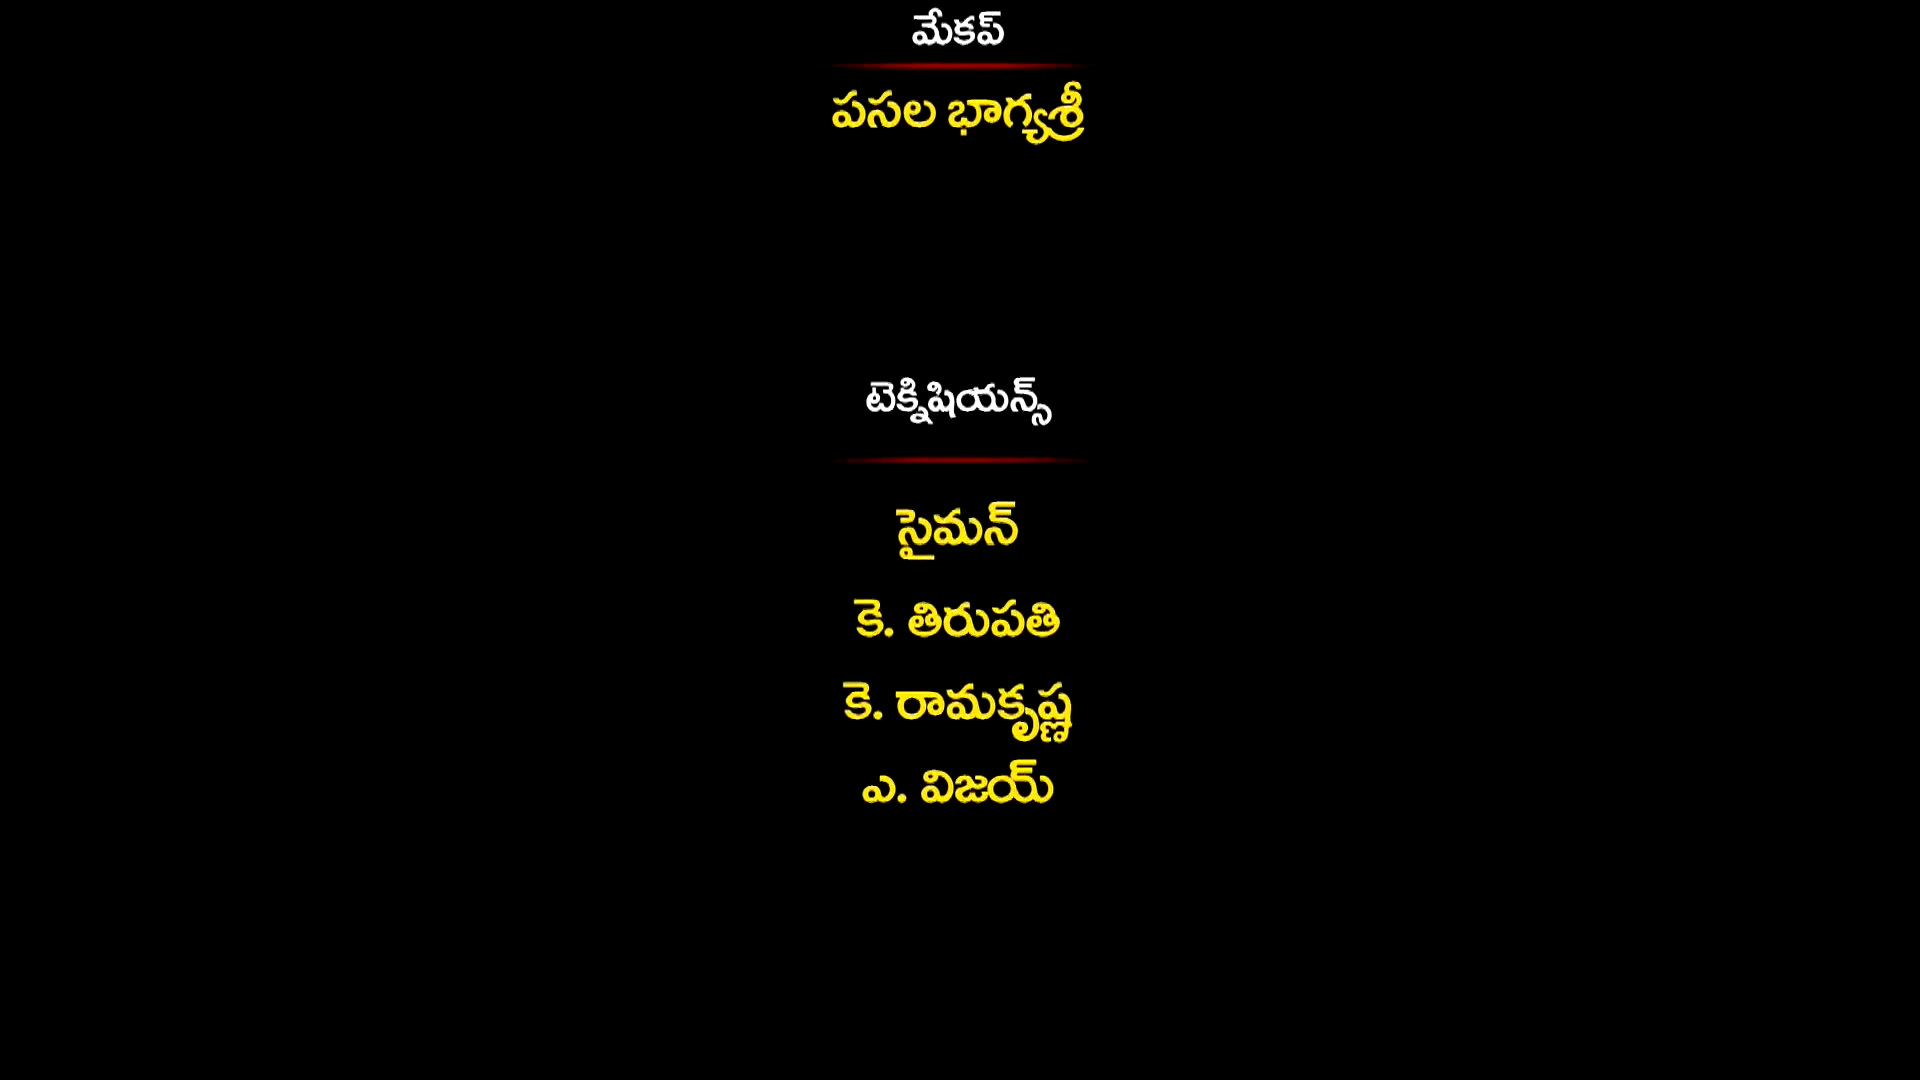 మేకప్
పసల భాగ్యశ్రీ
టెక్నిషియన్స్
సైమన్
కె. తిరుపతి
కె. రామకృష్ణ
ఎ. విజయ్